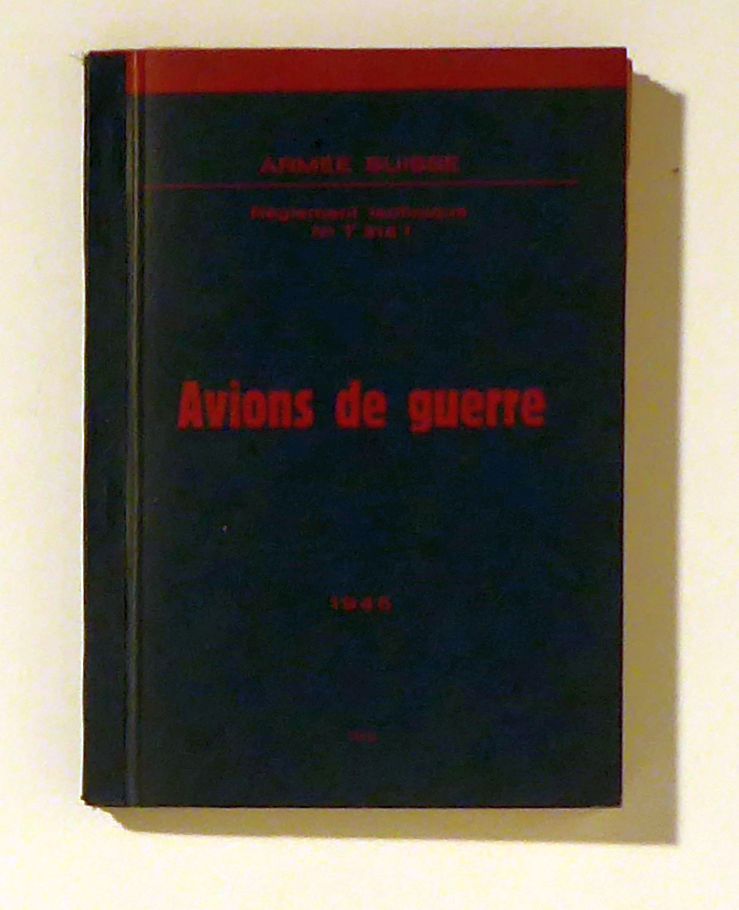 ARMÉE SUISSE
Règlement technique
Avions de guerre
1945